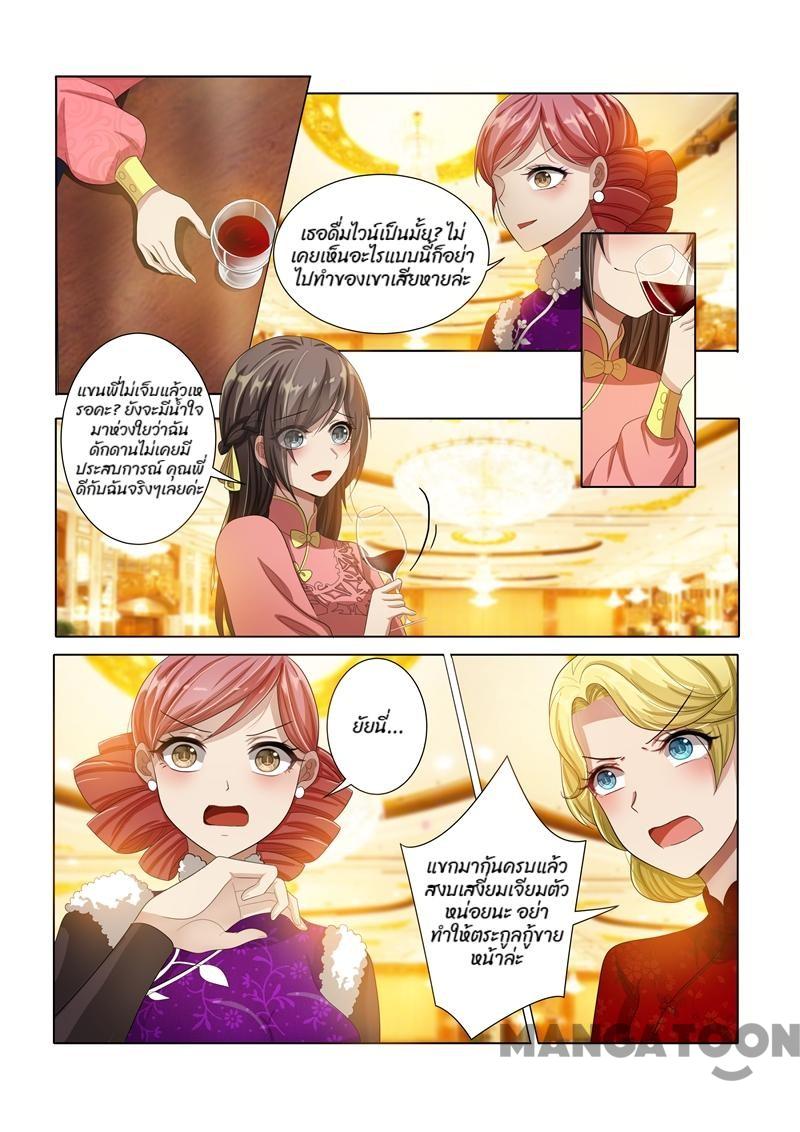 เธอดื่มไวน์เป็นมั้ย? ไม่
เคยเห็นอะไรแบบนี้ก็อย่า
ไปทำของเขาเสียหายล่ะ
แขนพี่ไม่เจ็บแล้วเห
รอคะ? ยังจะมีน้ำใจ
มาห่วงใยว่าฉัน
ดักดานไม่เคยมี
ประสบการณ์ คุณพี่
ดีกับฉันจริงๆเลยค่ะ
ยัยนี่...
แขกมากันครบแล้ว
สงบเสงี่ยมเจียมตัว
หน่อยนะ อย่า
ทำให้ตระกูลกู้ขาย
หน้าล่ะ
MANGATOON